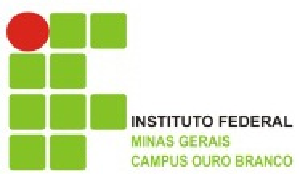 INSTITUTO FEDERAL
MINAS GERAIS
CAMPUS OURO BRANCO